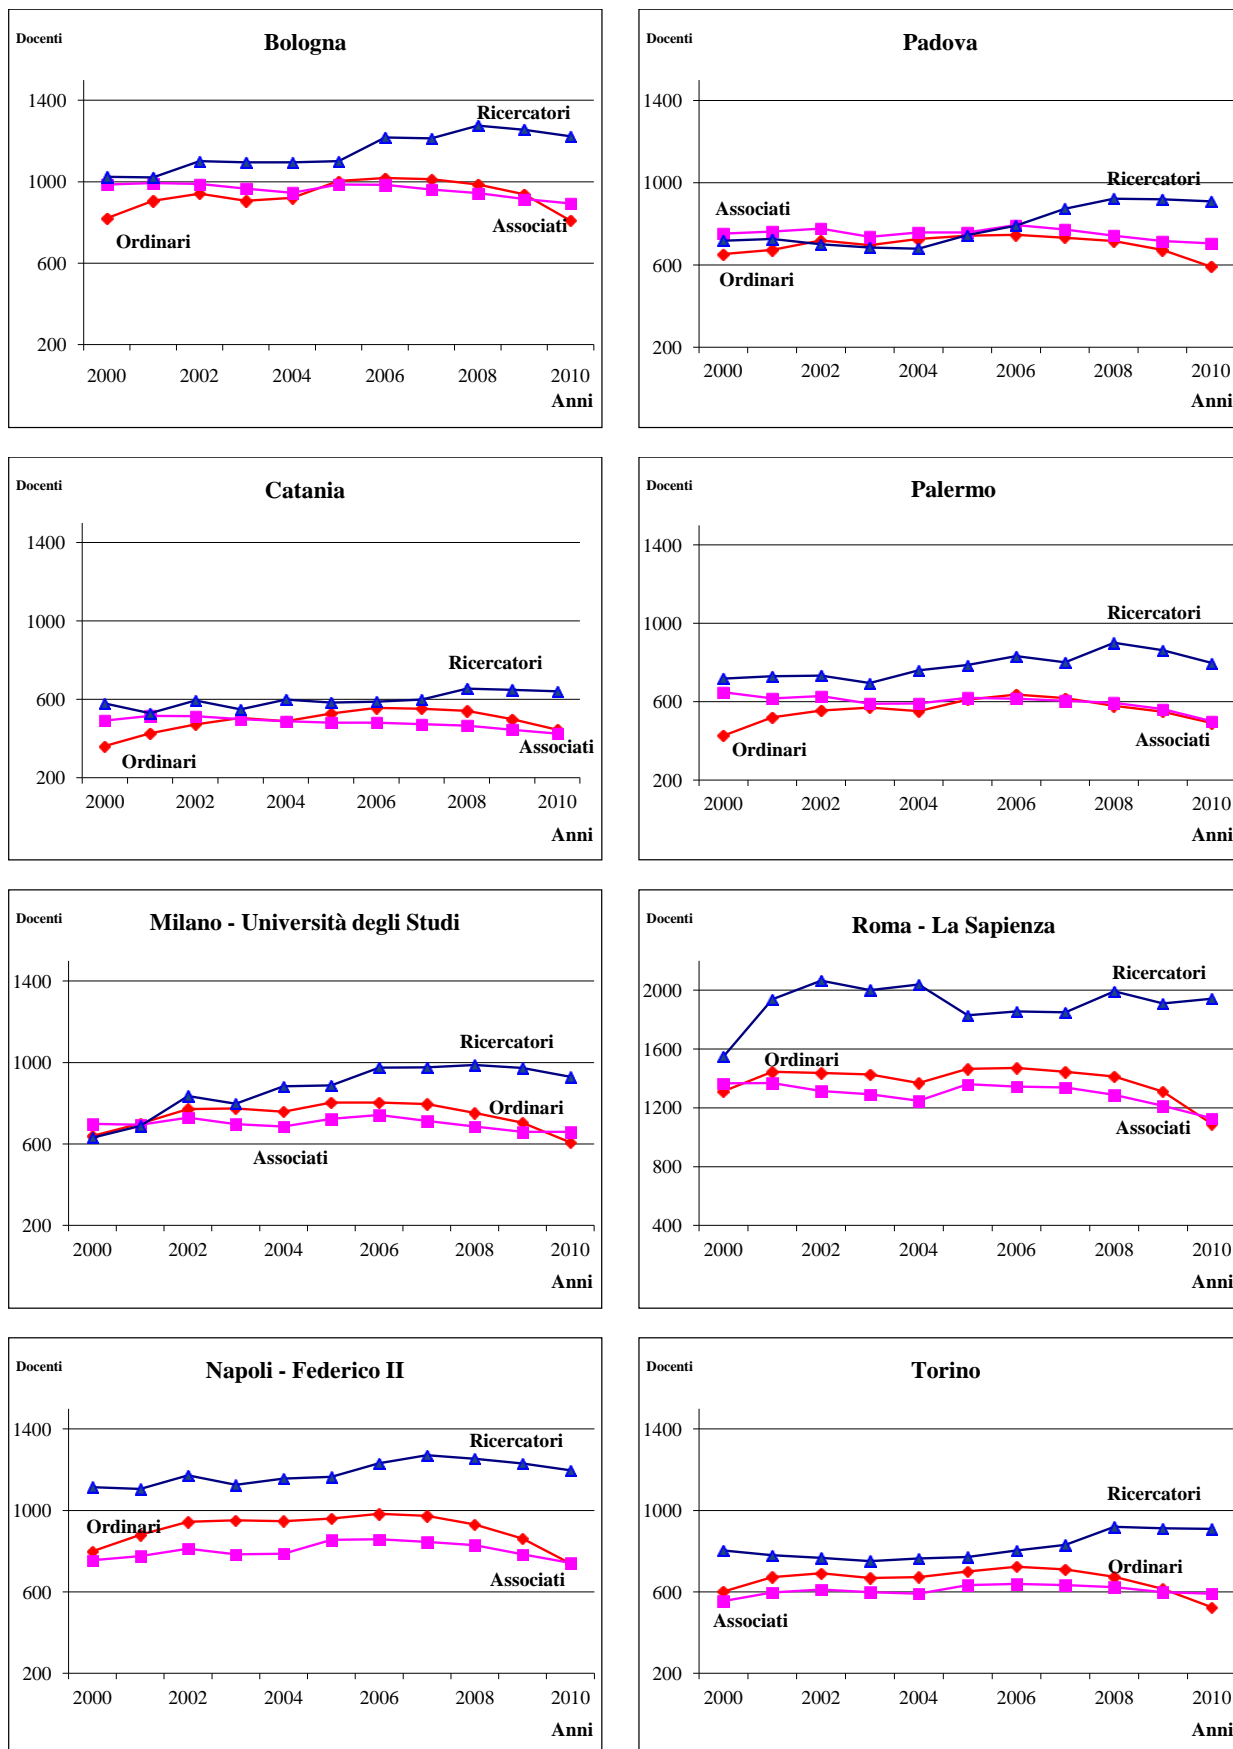 Docenti
Bologna
1400
1000
600
200
Ricercatori
Ordinari
Associati
2000 2002 2004 2006 2008 2010
Anni
Docenti
Padova
1400
1000
600
200
Ricercatori
Associati
Ordinari
2000 2002 2004 2006 2008 2010
Anni
Docenti
Catania
1400
1000
600
200
Ricercatori
Associati
Ordinari
2000 2002 2004 2006 2008 2010
Anni
Docenti
Palermo
1400
1000
600
200
Ricercatori
Ordinari
Associati
2000 2002 2004 2006 2008 2010
Anni
Docenti
Milano - Università degli Studi
1400
1000
600
200
Ricercatori
Ordinari
Associati
2000 2002 2004 2006 2008 2010
Anni
Docenti
Roma - La Sapienza
2000
1600
1200
800
400
Ricercatori
Ordinari
Associati
2000 2002 2004 2006 2008 2010
Anni
Docenti
Napoli - Federico II
1400
1000
600
200
Ricercatori
Ordinari
Associati
2000 2002 2004 2006 2008 2010
Anni
Docenti
Torino
1400
1000
600
200
Ricercatori
Ordinari
Associati
2000 2002 2004 2006 2008 2010
Anni